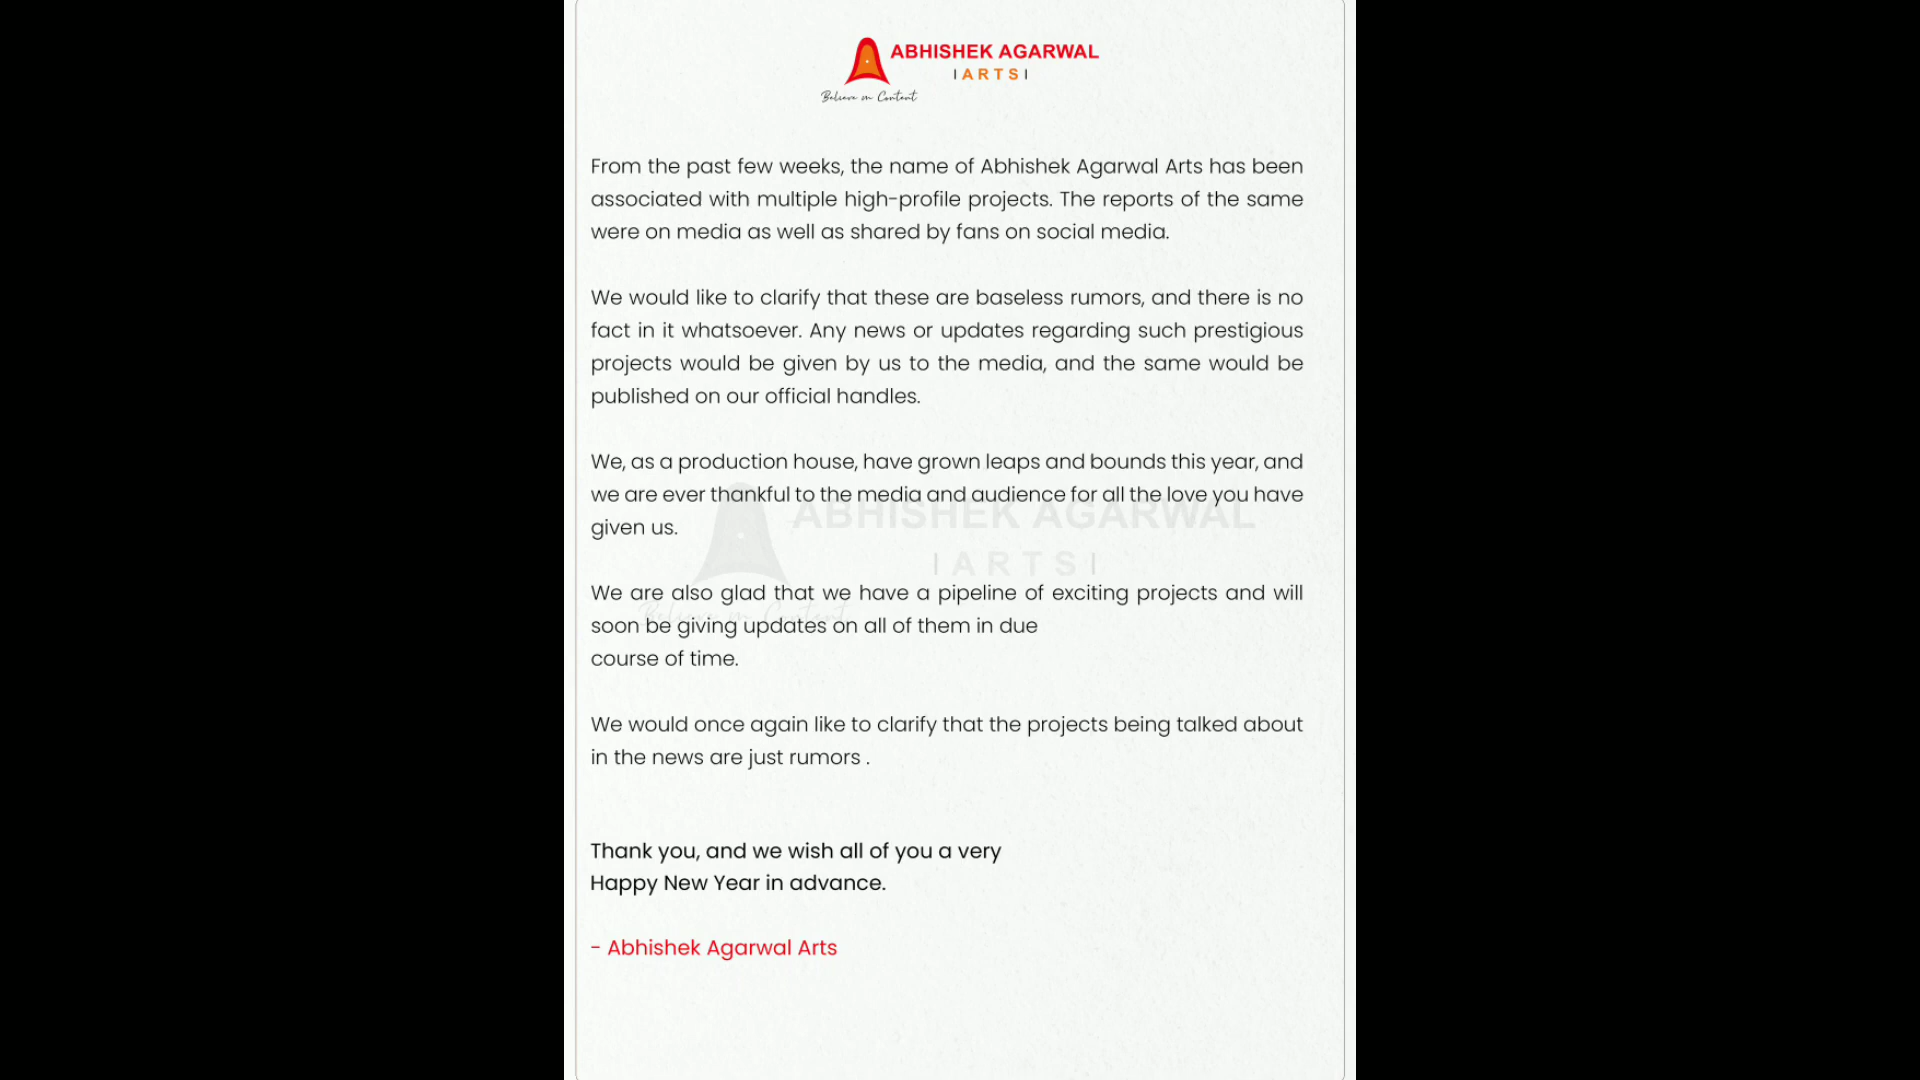 ABHISHEK AGARWAL
|ARTS|
Believe in Content
From the past few weeks, the name of Abhishek Agarwal Arts has been
associated with multiple high-profile projects. The reports of the same
were on media as well as shared by fans on social media.
We would like to clarify that these are baseless rumors, and there is no
fact in it whatsoever. Any news or updates regarding such prestigious
projects would be given by us to the media, and the same would be
published on our official handles.
We, as a production house, have grown leaps and bounds this year, and
we are ever thankful to the media and audience for all the love you have
given us.
ABHISHEK AGARWAL
|ARTS|
Believe in Content
We are also glad that we have a pipeline of exciting projects and will
soon be giving updates on all of them in due
course of time.
We would once again like to clarify that the projects being talked about
in the news are just rumors .
Thank you, and we wish all of you a very
Happy New Year in advance.
- Abhishek Agarwal Arts